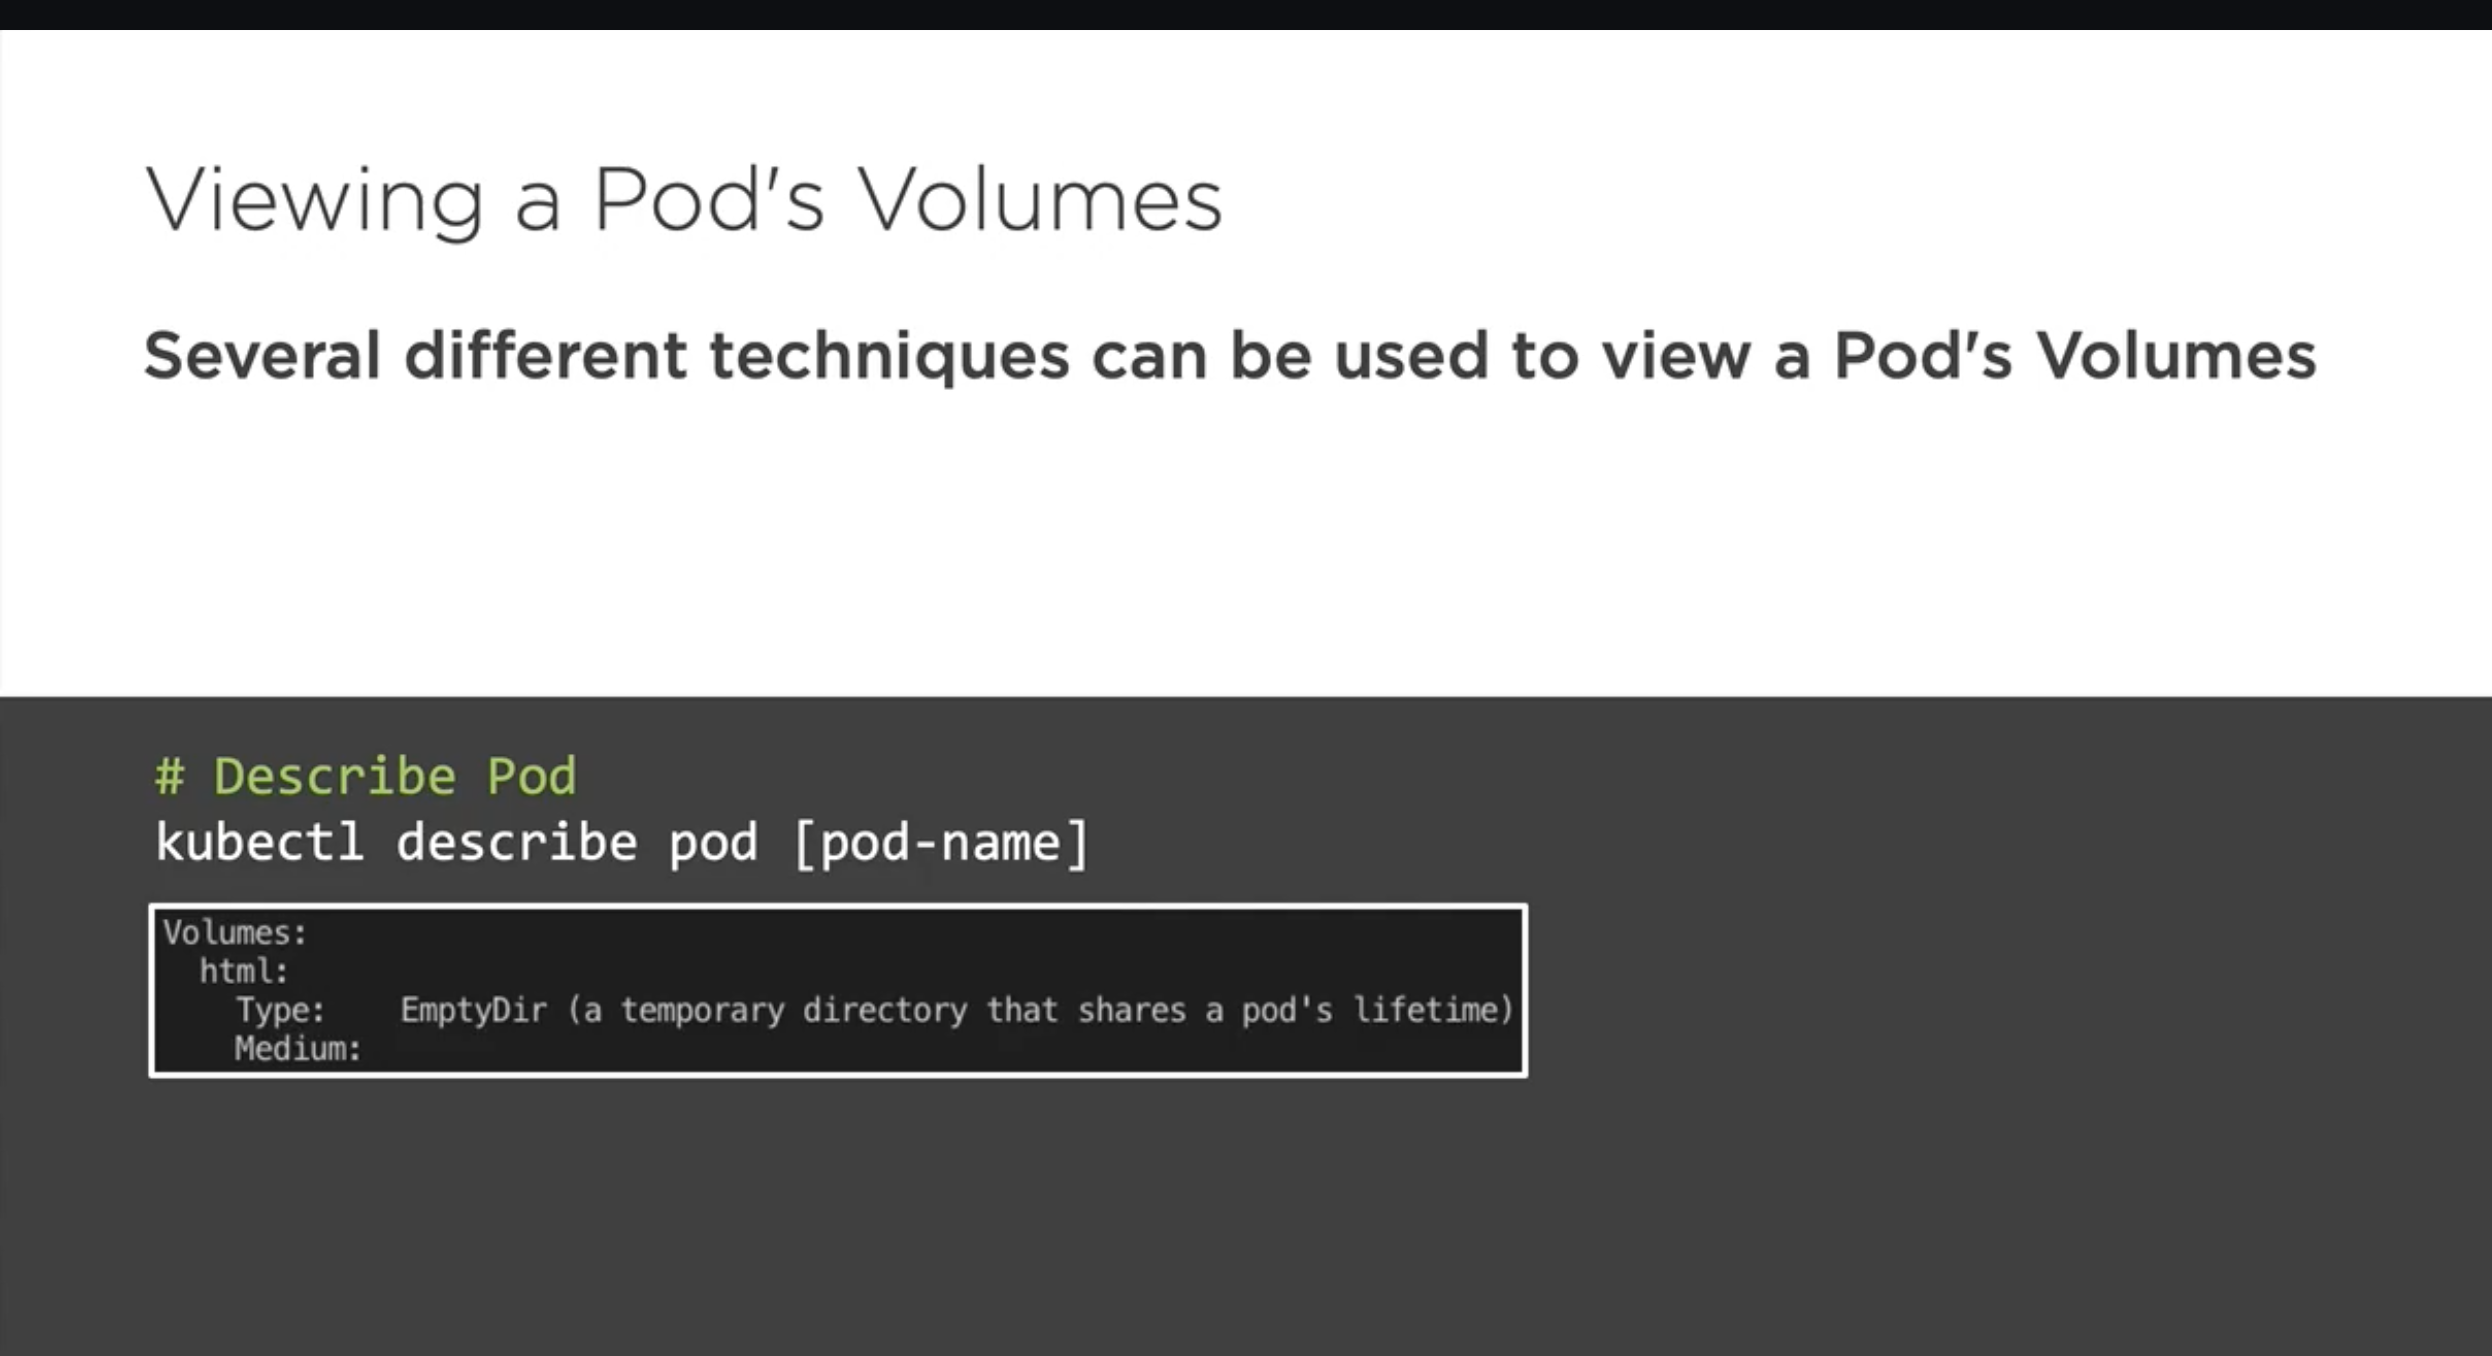 Viewing a Pod's Volumes
Several different techniques can be used to view a Pod's Volumes
# Describe Pod
kubectl describe pod [pod-name]
Volumes:
  html:
    Type:    EmptyDir (a temporary directory that shares a pod's lifetime)
    Medium: